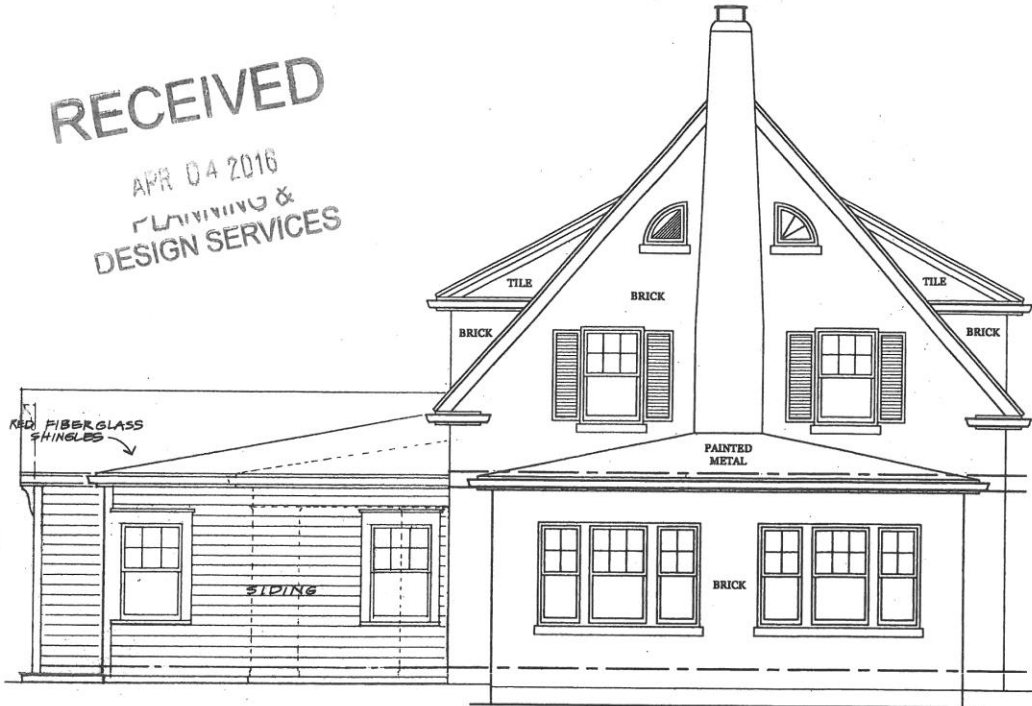 RECEIVED
APR 04 2016
PLANNING &
DESIGN SERVICES
TILE
BRICK
TILE
BRICK
BRICK
RED FIBERGLASS
SHINGLES
PAINTED
METAL
SIDING
BRICK